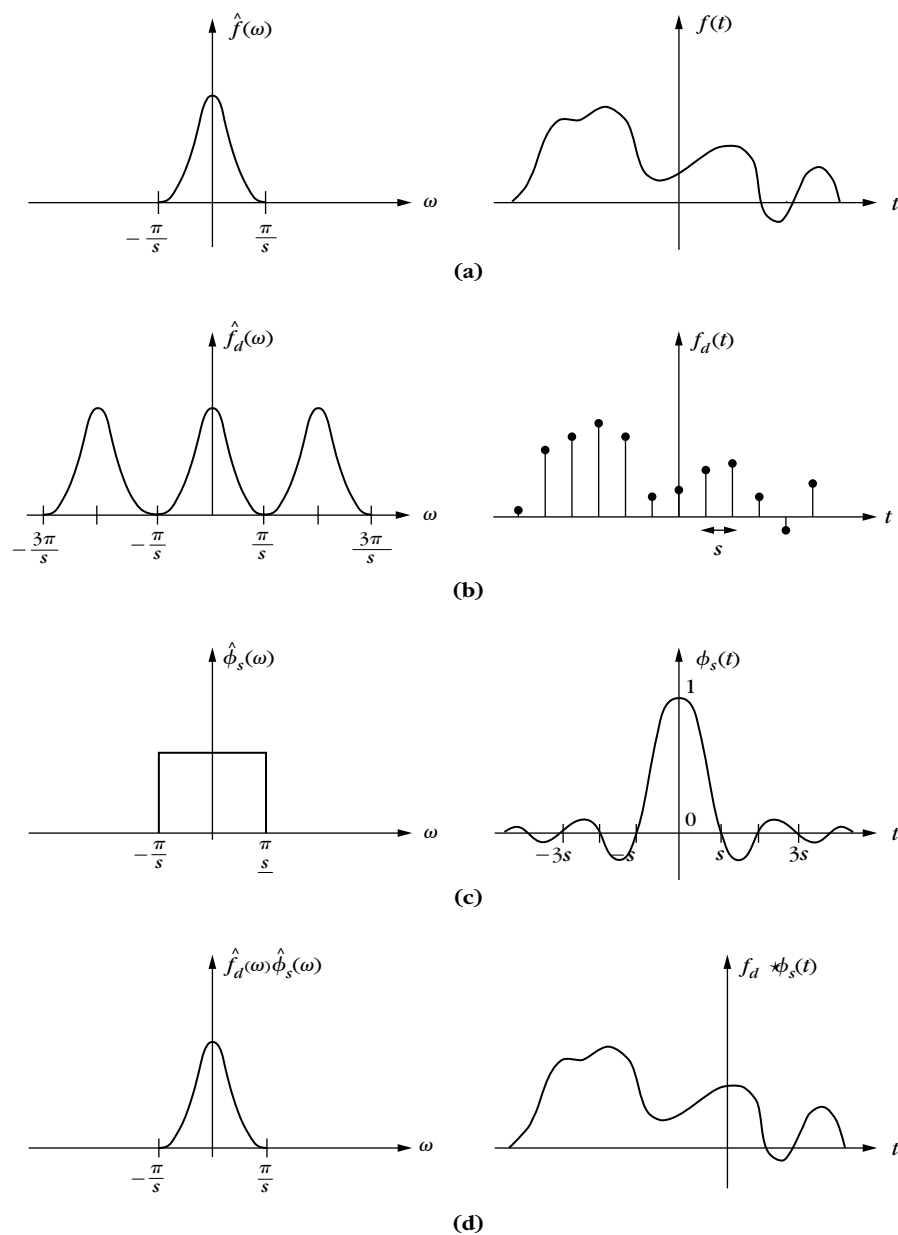 f̂(ω) f(t)
ω t
−π/s π/s
(a)
f̂_d(ω) f_d(t)
ω t
−3π/s −π/s π/s 3π/s s
(b)
ϕ̂_s(ω) ϕ_s(t)
1
0
ω t
−π/s π/s −3s −s s 3s
(c)
f̂_d(ω)ϕ̂_s(ω) f_d ⋆ϕ_s(t)
ω t
−π/s π/s
(d)